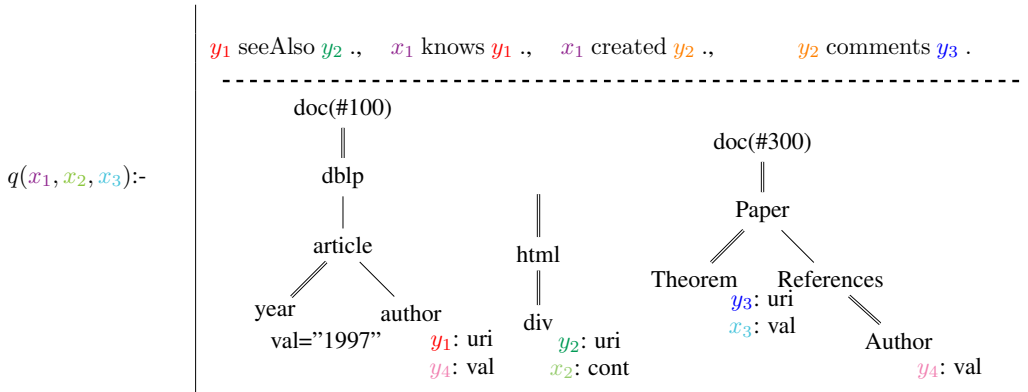 y₁ seeAlso y₂ ., x₁ knows y₁ ., x₁ created y₂ ., y₂ comments y₃ .
doc(#100)
doc(#300)
q(x₁, x₂, x₃):-
dblp
Paper
article
html
Theorem References
year author
y₃: uri
div
val=”1997” y₁: uri
y₂: uri
x₃: val
Author
y₄: val
x₂: cont
y₄: val